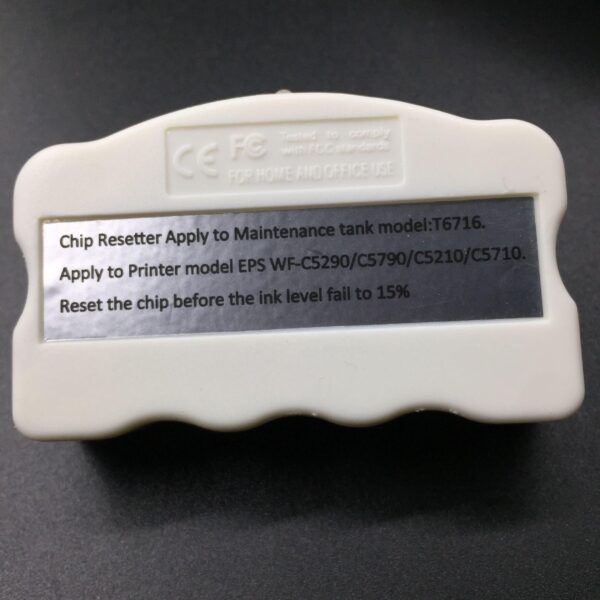 CE FC Tested to comply
with FCC standards
FOR HOME AND OFFICE USE
Chip Resetter Apply to Maintenance tank model:T6716.
Apply to Printer model EPS WF-C5290/C5790/C5210/C5710.
Reset the chip before the ink level fail to 15%